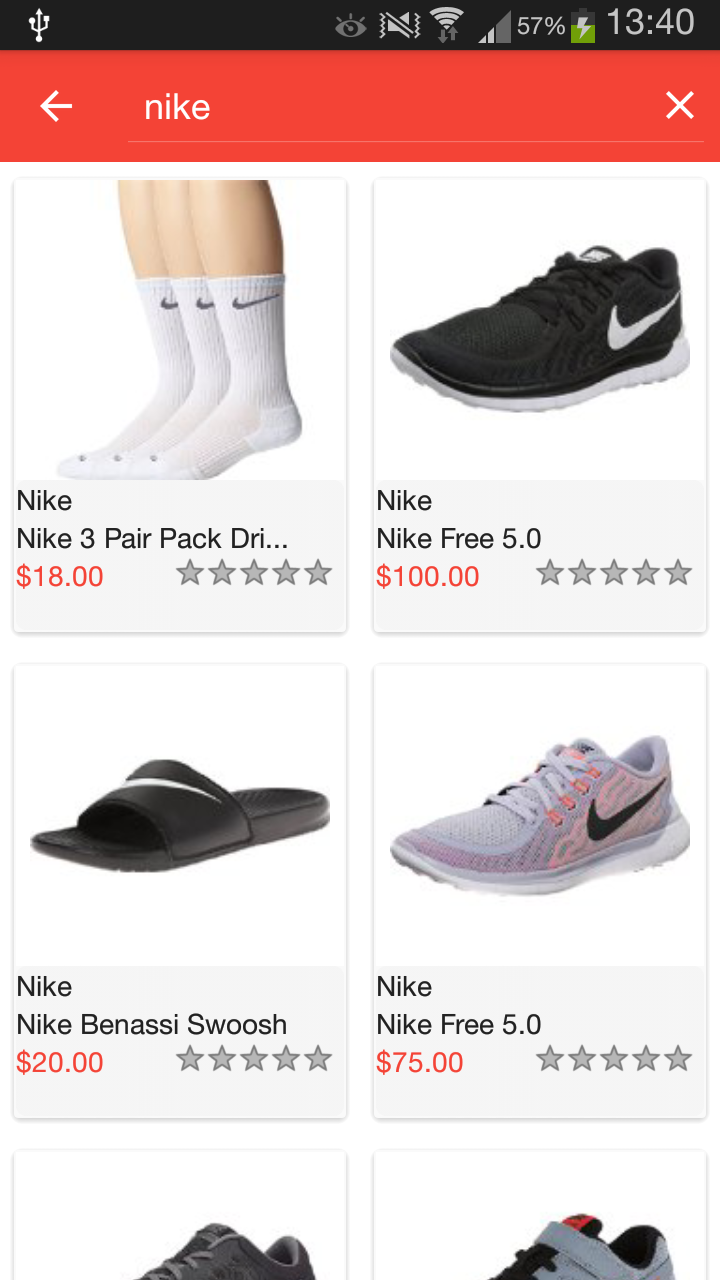 57% 13:40
nike
Nike
Nike 3 Pair Pack Dri...
$18.00
Nike
Nike Free 5.0
$100.00
Nike
Nike Benassi Swoosh
$20.00
Nike
Nike Free 5.0
$75.00